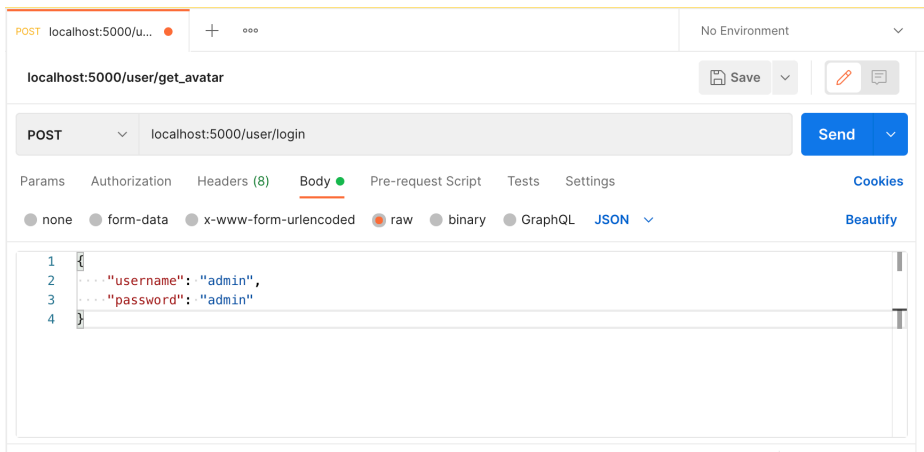 POST localhost:5000/u... No Environment
localhost:5000/user/get_avatar Save
POST localhost:5000/user/login Send
Params Authorization Headers (8) Body Pre-request Script Tests Settings Cookies
none form-data x-www-form-urlencoded raw binary GraphQL JSON Beautify
1 {
2 "username": "admin",
3 "password": "admin"
4 }